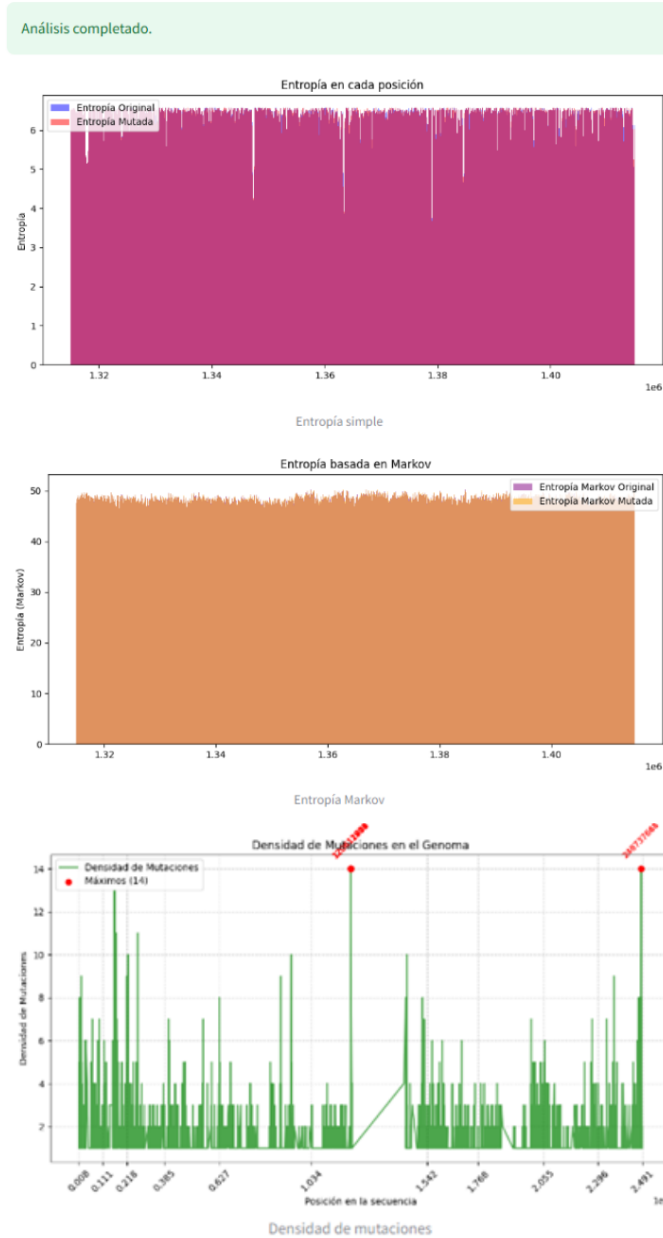 Análisis completado.
Entropía en cada posición
Entropía Original
Entropía Mutada
Entropía
6
5
4
3
2
1
0
1.32 1.34 1.36 1.38 1.40
1e6
Entropía simple
Entropía basada en Markov
Entropía Markov Original
Entropía Markov Mutada
Entropía (Markov)
50
40
30
20
10
0
1.32 1.34 1.36 1.38 1.40
1e6
Entropía Markov
Densidad de Mutaciones en el Genoma
Densidad de Mutaciones
Máximos (14)
Densidad de Mutaciones
14
12
10
8
6
4
2
0.008 0.111 0.218 0.385 0.627 1.034 1.542 1.768 2.055 2.296 2.491
Posición en la secuencia
Densidad de mutaciones